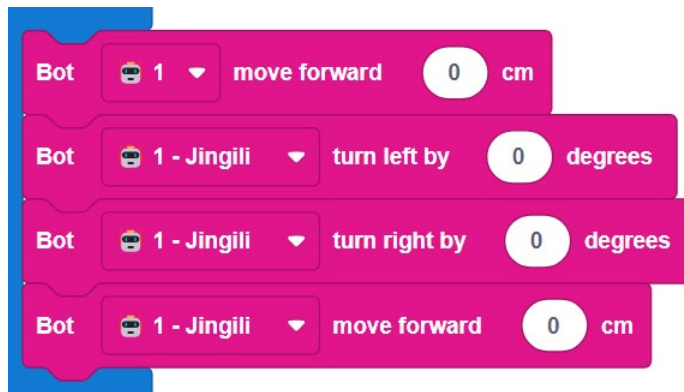 Bot 1 move forward 0 cm
Bot 1 - Jingili turn left by 0 degrees
Bot 1 - Jingili turn right by 0 degrees
Bot 1 - Jingili move forward 0 cm